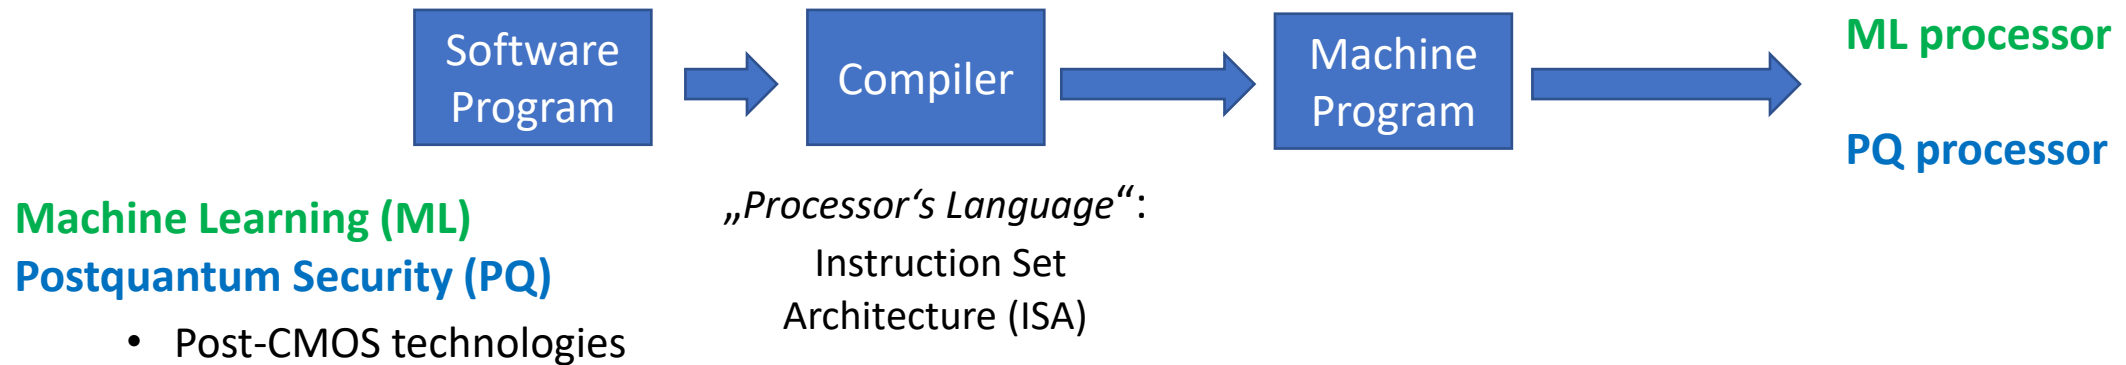 Software
Program
Compiler
Machine
Program
ML processor
PQ processor
Machine Learning (ML)
Postquantum Security (PQ)
• Post-CMOS technologies
„Processor‘s Language“:
Instruction Set
Architecture (ISA)